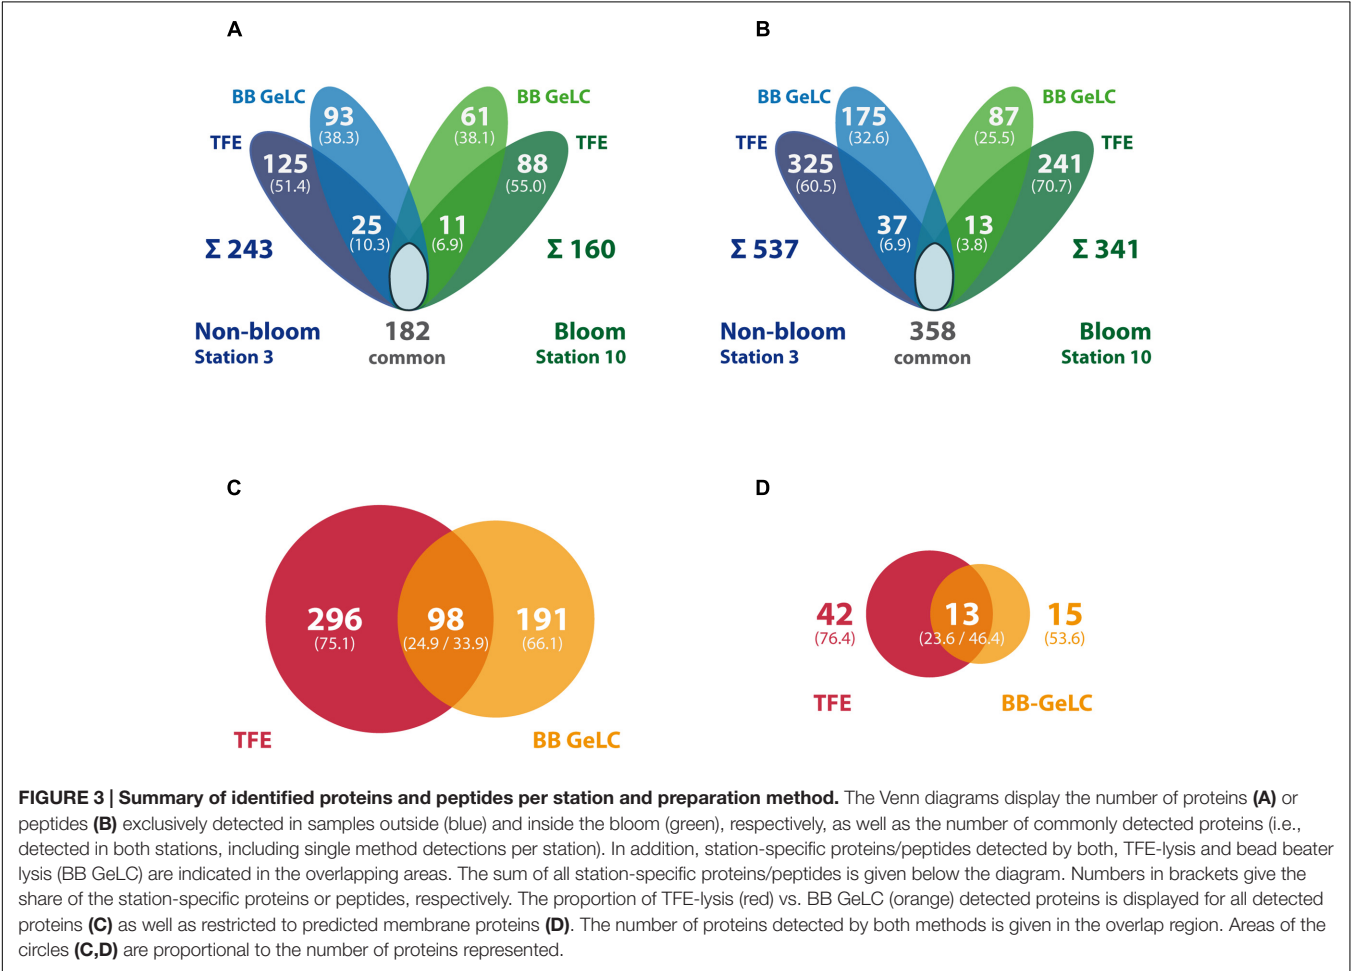 A
BB GeLC
93
(38.3)
61
(38.1)
BB GeLC
TFE
125
(51.4)
88
(55.0)
TFE
25
(10.3)
11
(6.9)
Σ 243
Σ 160
Non-bloom
Station 3
182
common
Bloom
Station 10
B
BB GeLC
175
(32.6)
87
(25.5)
BB GeLC
TFE
325
(60.5)
241
(70.7)
TFE
37
(6.9)
13
(3.8)
Σ 537
Σ 341
Non-bloom
Station 3
358
common
Bloom
Station 10
C
296
(75.1)
98
(24.9 / 33.9)
191
(66.1)
TFE
BB GeLC
D
42
(76.4)
13
(23.6 / 46.4)
15
(53.6)
TFE
BB-GeLC
FIGURE 3 | Summary of identified proteins and peptides per station and preparation method. The Venn diagrams display the number of proteins (A) or
peptides (B) exclusively detected in samples outside (blue) and inside the bloom (green), respectively, as well as the number of commonly detected proteins (i.e.,
detected in both stations, including single method detections per station). In addition, station-specific proteins/peptides detected by both, TFE-lysis and bead beater
lysis (BB GeLC) are indicated in the overlapping areas. The sum of all station-specific proteins/peptides is given below the diagram. Numbers in brackets give the
share of the station-specific proteins or peptides, respectively. The proportion of TFE-lysis (red) vs. BB GeLC (orange) detected proteins is displayed for all detected
proteins (C) as well as restricted to predicted membrane proteins (D). The number of proteins detected by both methods is given in the overlap region. Areas of the
circles (C,D) are proportional to the number of proteins represented.